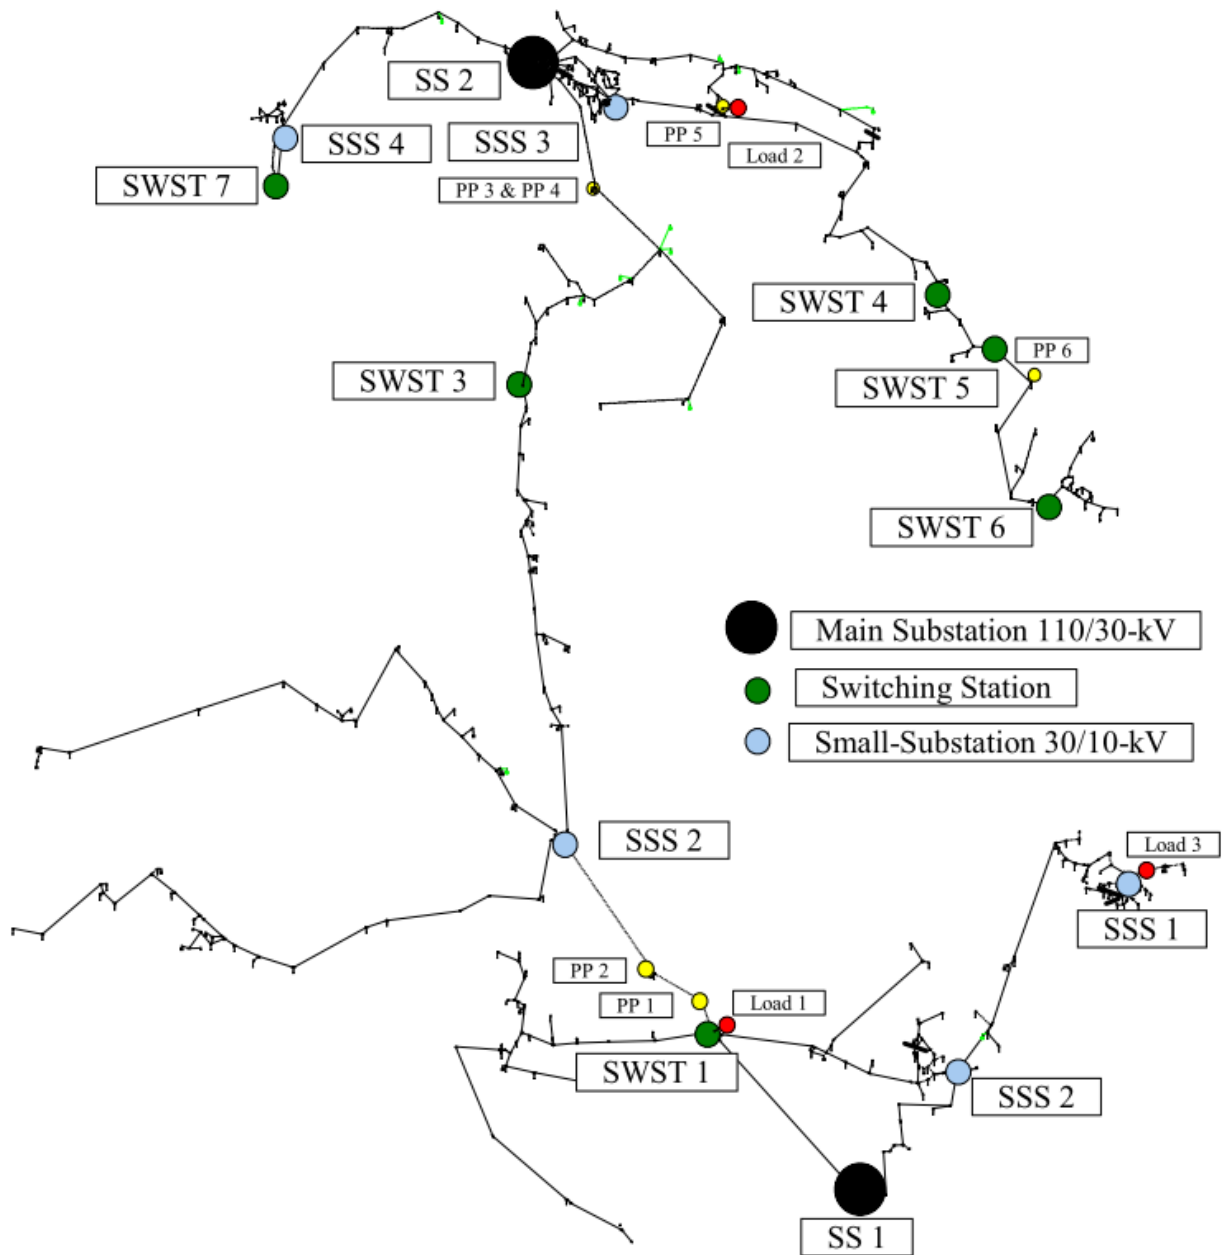 SS 2
SSS 3
PP 5
Load 2
SSS 4
SWST 7
PP 3 & PP 4
SWST 4
PP 6
SWST 3
SWST 5
SWST 6
Main Substation 110/30-kV
Switching Station
Small-Substation 30/10-kV
SSS 2
Load 3
SSS 1
PP 2
PP 1
Load 1
SWST 1
SSS 2
SS 1